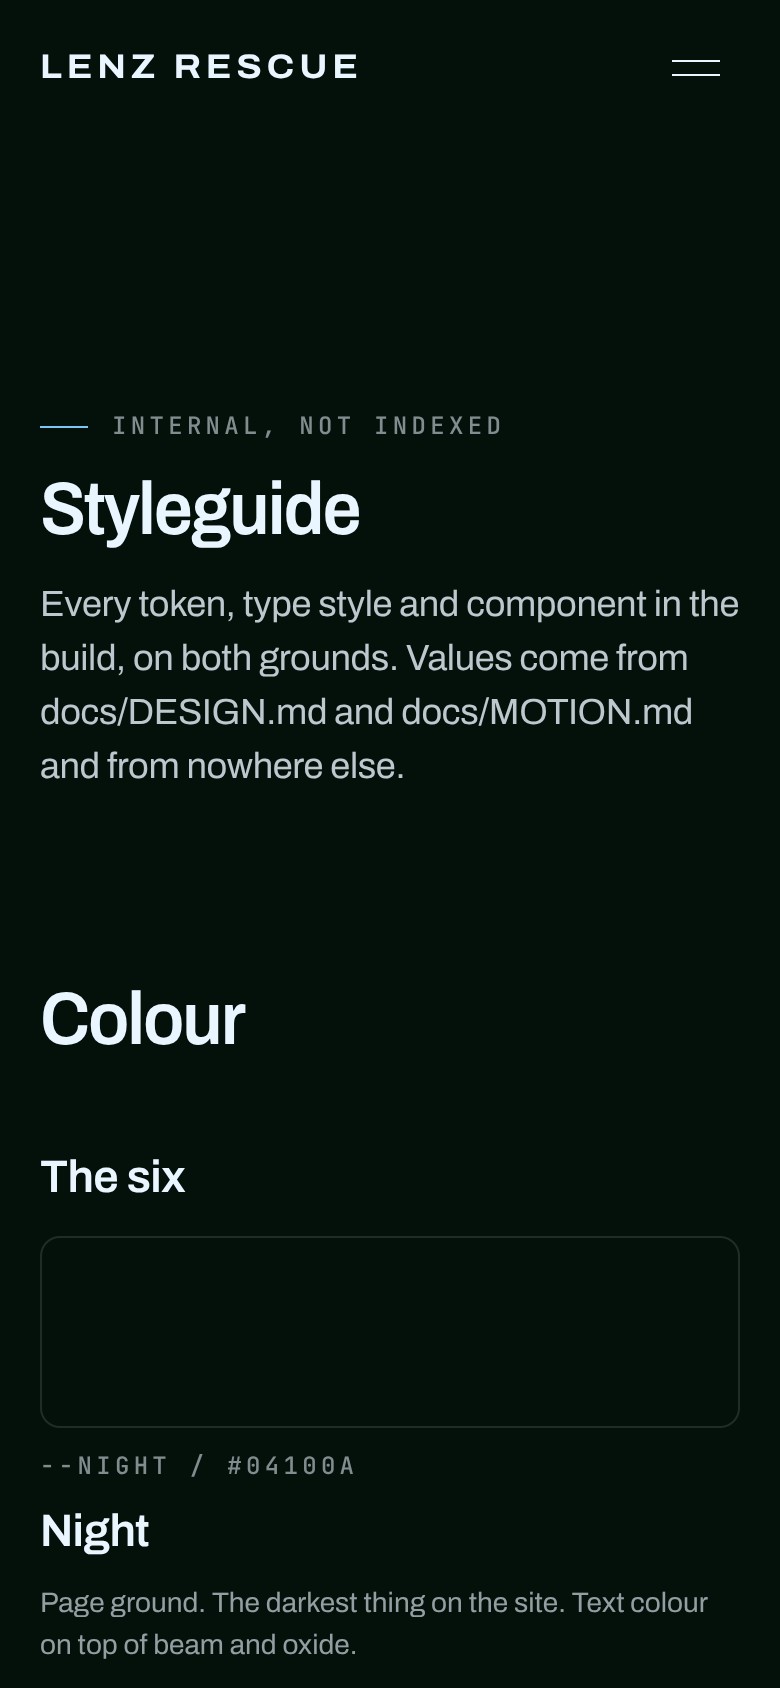 LENZ RESCUE
INTERNAL, NOT INDEXED
Styleguide
Every token, type style and component in the
build, on both grounds. Values come from
docs/DESIGN.md and docs/MOTION.md
and from nowhere else.
Colour
The six
--NIGHT / #04100A
Night
Page ground. The darkest thing on the site. Text colour
on top of beam and oxide.